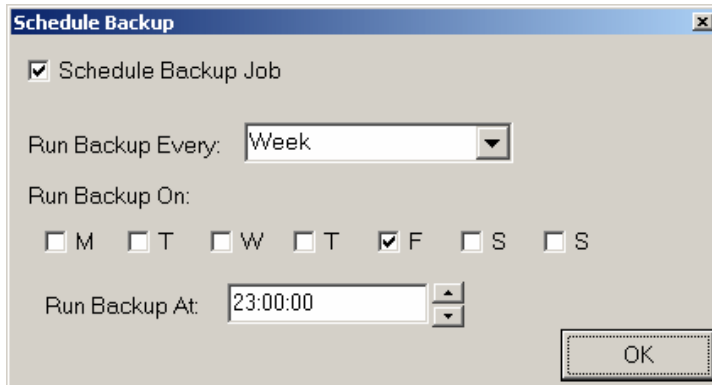 Schedule Backup
Schedule Backup Job
Run Backup Every: Week
Run Backup On:
M T W T F S S
Run Backup At: 23:00:00
OK